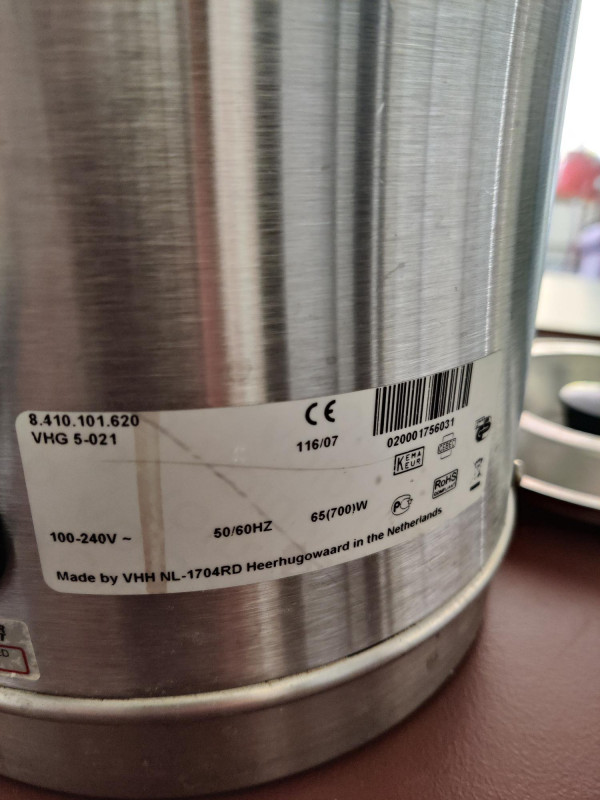 8.410.101.620
VHG 5-021
CE
116/07
020001756031
KEMA
EUR
RoHS
100-240V ~
50/60HZ
65(700)W
Made by VHH NL-1704RD Heerhugowaard in the Netherlands